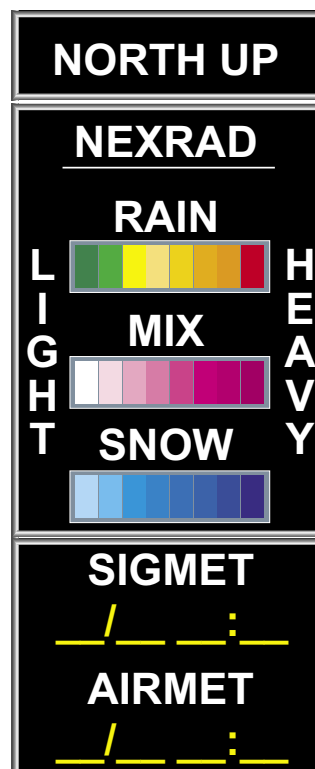 NORTH UP
NEXRAD
RAIN
LIGHT
HEAVY
MIX
SNOW
SIGMET
__/__ __:__
AIRMET
__/__ __:__